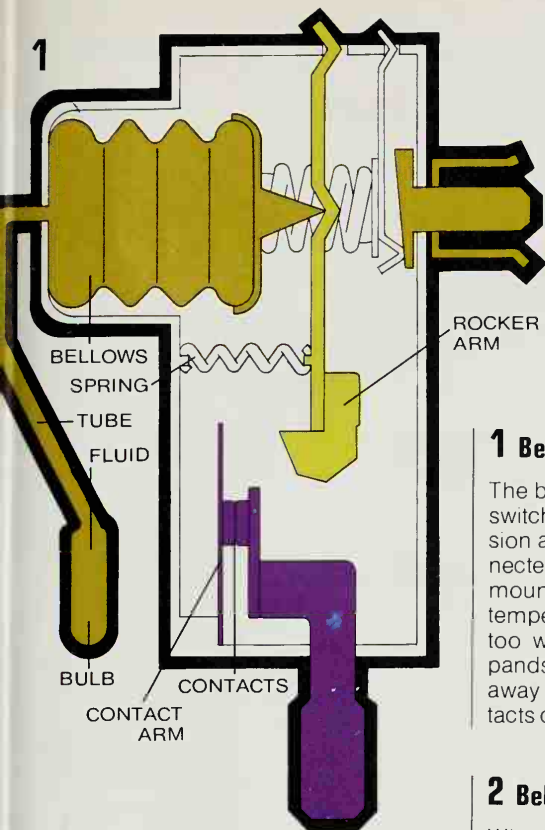 1
BELLOWS
SPRING
TUBE
FLUID
BULB
CONTACT
ARM
CONTACTS
ROCKER
ARM
1 Be
The b
switch
sion a
necte
moun
tempe
too w
pands
away
tacts o
2 Bel